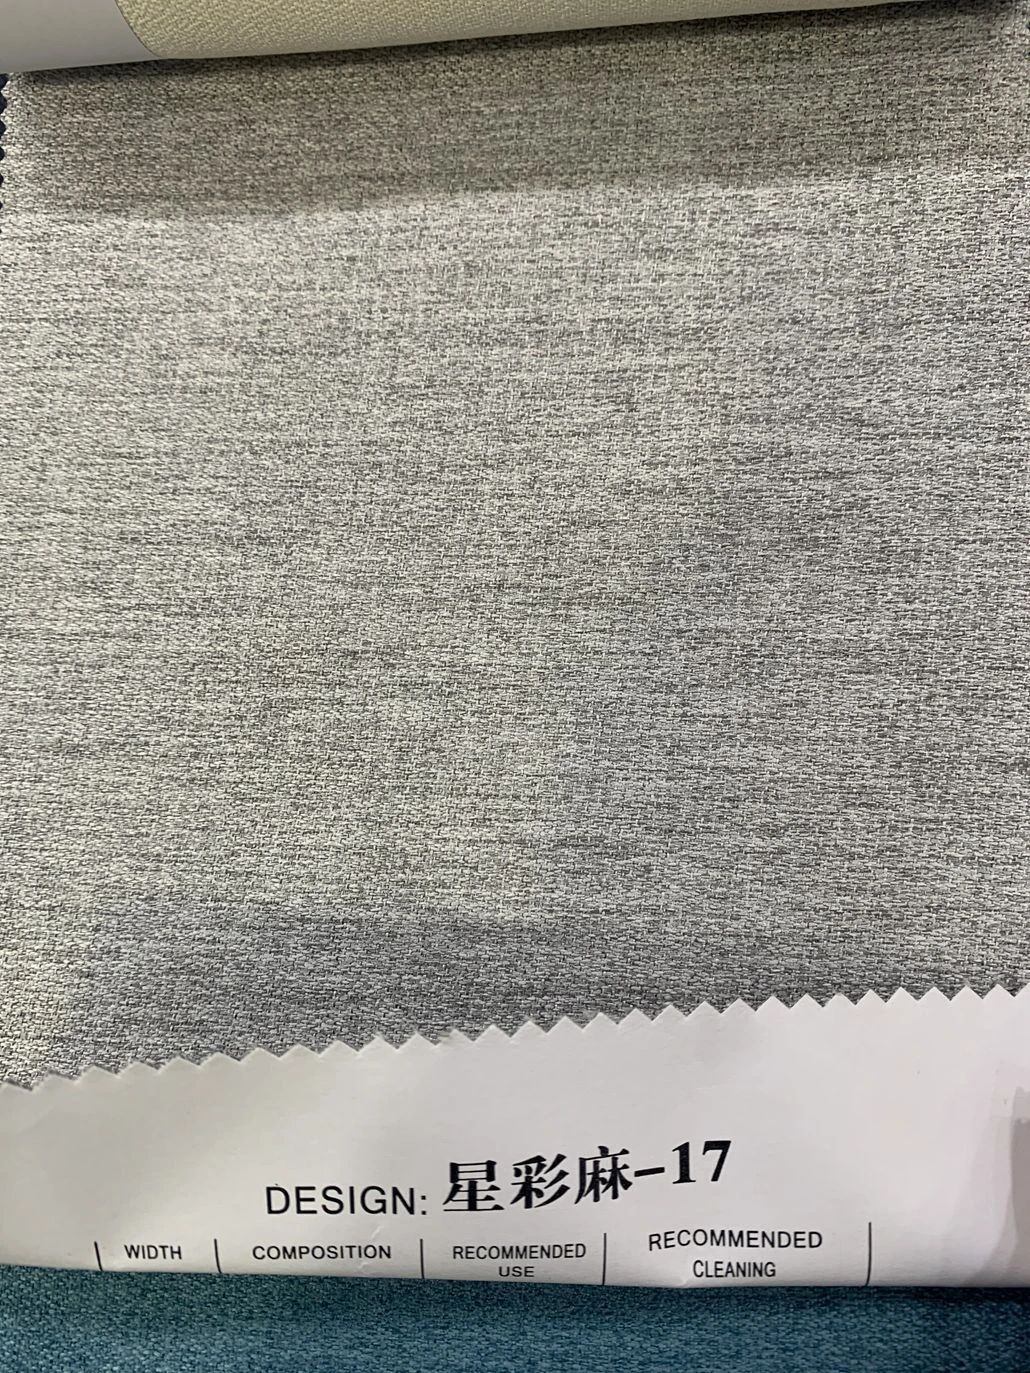 DESIGN: 星彩麻-17
WIDTH
COMPOSITION
RECOMMENDED
USE
RECOMMENDED
CLEANING